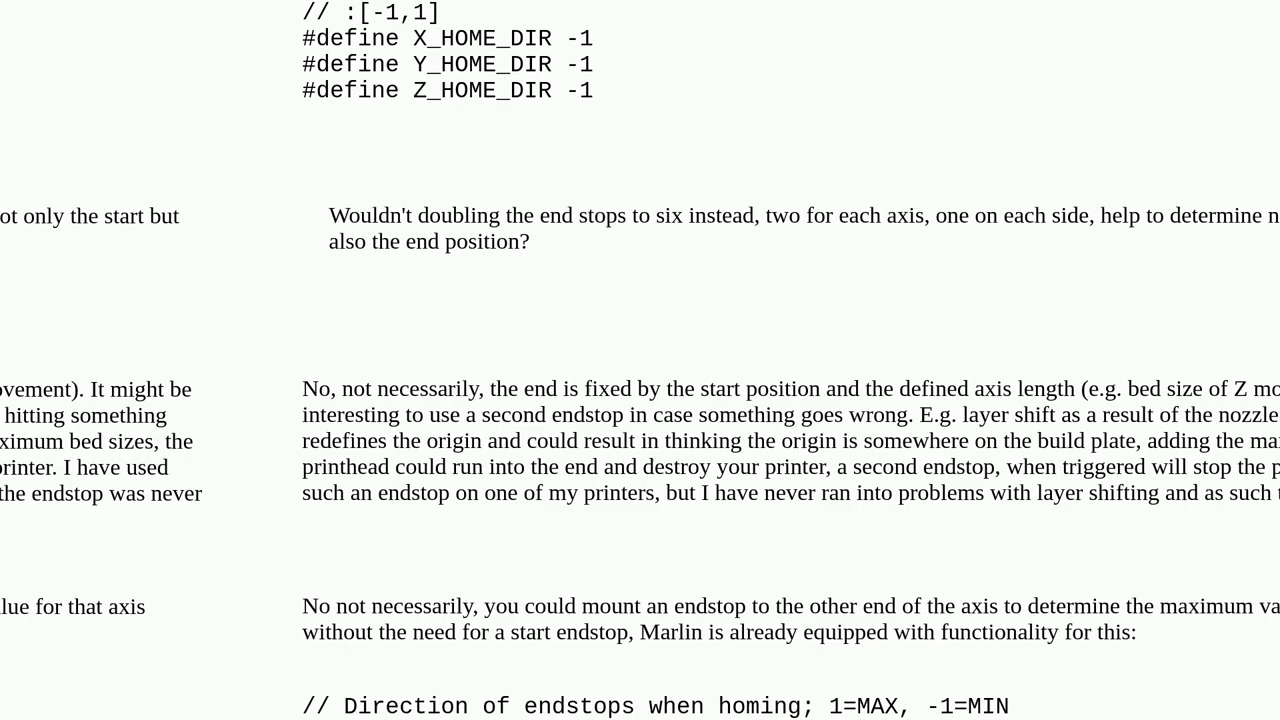 // :[-1,1]
#define X_HOME_DIR -1
#define Y_HOME_DIR -1
#define Z_HOME_DIR -1
ot only the start but
Wouldn't doubling the end stops to six instead, two for each axis, one on each side, help to determine n
also the end position?
ovement). It might be
hitting something
ximum bed sizes, the
printer. I have used
the endstop was never
No, not necessarily, the end is fixed by the start position and the defined axis length (e.g. bed size of Z mo
interesting to use a second endstop in case something goes wrong. E.g. layer shift as a result of the nozzle
redefines the origin and could result in thinking the origin is somewhere on the build plate, adding the ma
printhead could run into the end and destroy your printer, a second endstop, when triggered will stop the p
such an endstop on one of my printers, but I have never ran into problems with layer shifting and as such t
lue for that axis
No not necessarily, you could mount an endstop to the other end of the axis to determine the maximum va
without the need for a start endstop, Marlin is already equipped with functionality for this:
// Direction of endstops when homing; 1=MAX, -1=MIN